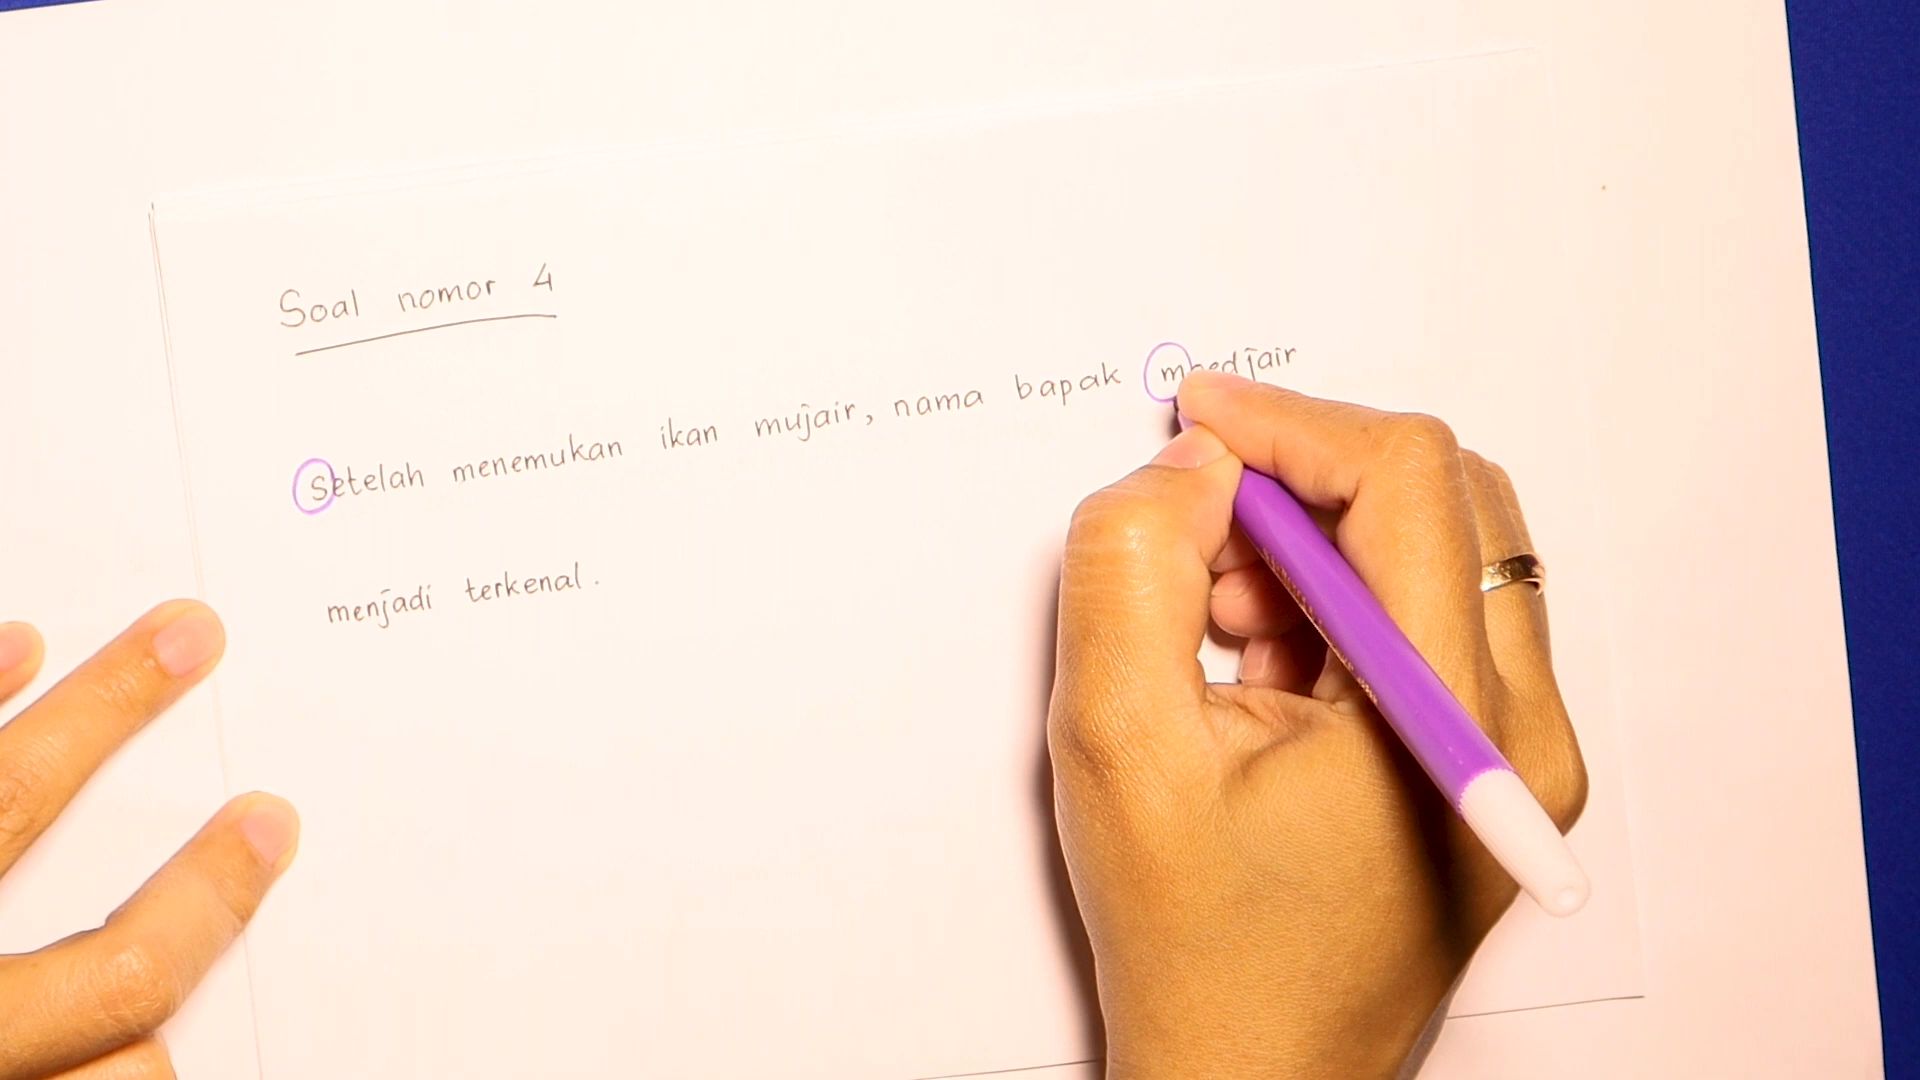 Soal nomor 4
setelah menemukan ikan mujair, nama bapak
menjadi terkenal.